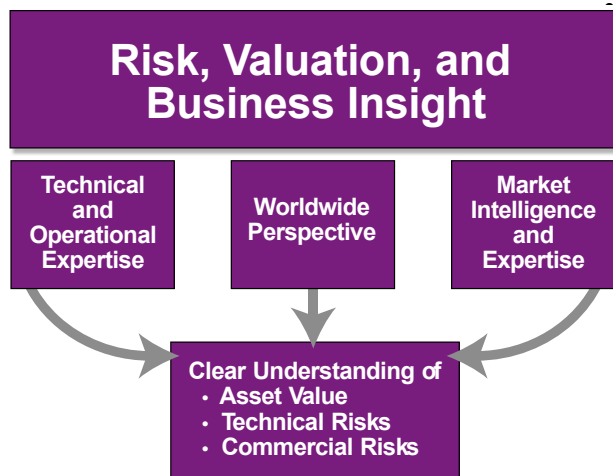 Risk, Valuation, and
Business Insight
Technical
and
Operational
Expertise
Worldwide
Perspective
Market
Intelligence
and
Expertise
Clear Understanding of
• Asset Value
• Technical Risks
• Commercial Risks